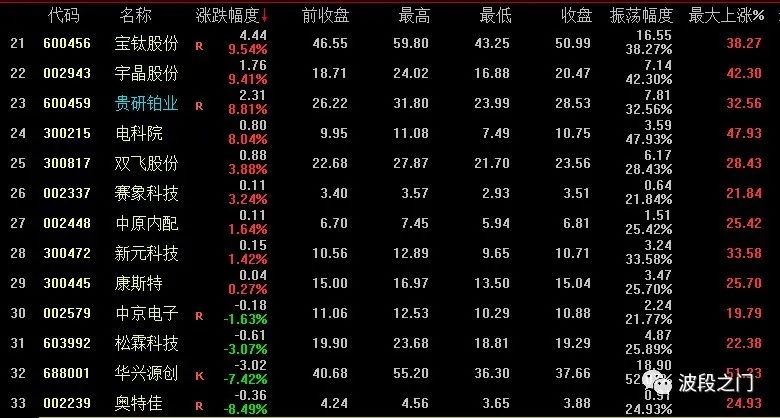 代码 名称 涨跌幅度↓ 前收盘 最高 最低 收盘 振荡幅度 最大上涨%
21 600456 宝钛股份 R 4.44 9.54% 46.55 59.80 43.25 50.99 16.55 38.27% 38.27
22 002943 宇晶股份 1.76 9.41% 18.71 24.02 16.88 20.47 7.14 42.30% 42.30
23 600459 贵研铂业 R 2.31 8.81% 26.22 31.80 23.99 28.53 7.81 32.56% 32.56
24 300215 电科院 0.80 8.04% 9.95 11.08 7.49 10.75 3.59 47.93% 47.93
25 300817 双飞股份 0.88 3.88% 22.68 27.87 21.70 23.56 6.17 28.43% 28.43
26 002337 赛象科技 0.11 3.24% 3.40 3.57 2.93 3.51 0.64 21.84% 21.84
27 002448 中原内配 0.11 1.64% 6.70 7.45 5.94 6.81 1.51 25.42% 25.42
28 300472 新元科技 0.15 1.42% 10.56 12.89 9.65 10.71 3.24 33.58% 33.58
29 300445 康斯特 0.04 0.27% 15.00 16.97 13.50 15.04 3.47 25.70% 25.70
30 002579 中京电子 R -0.18 -1.63% 11.06 12.53 10.29 10.88 2.24 21.77% 19.79
31 603992 松霖科技 -0.61 -3.07% 19.90 23.68 18.81 19.29 4.87 25.89% 22.38
32 688001 华兴源创 K -3.02 -7.42% 40.68 55.20 36.30 37.66 18.90 51.23
33 002239 奥特佳 R -0.36 -8.49% 4.24 4.56 3.65 3.88 0.91 24.93% 24.93
波段之门